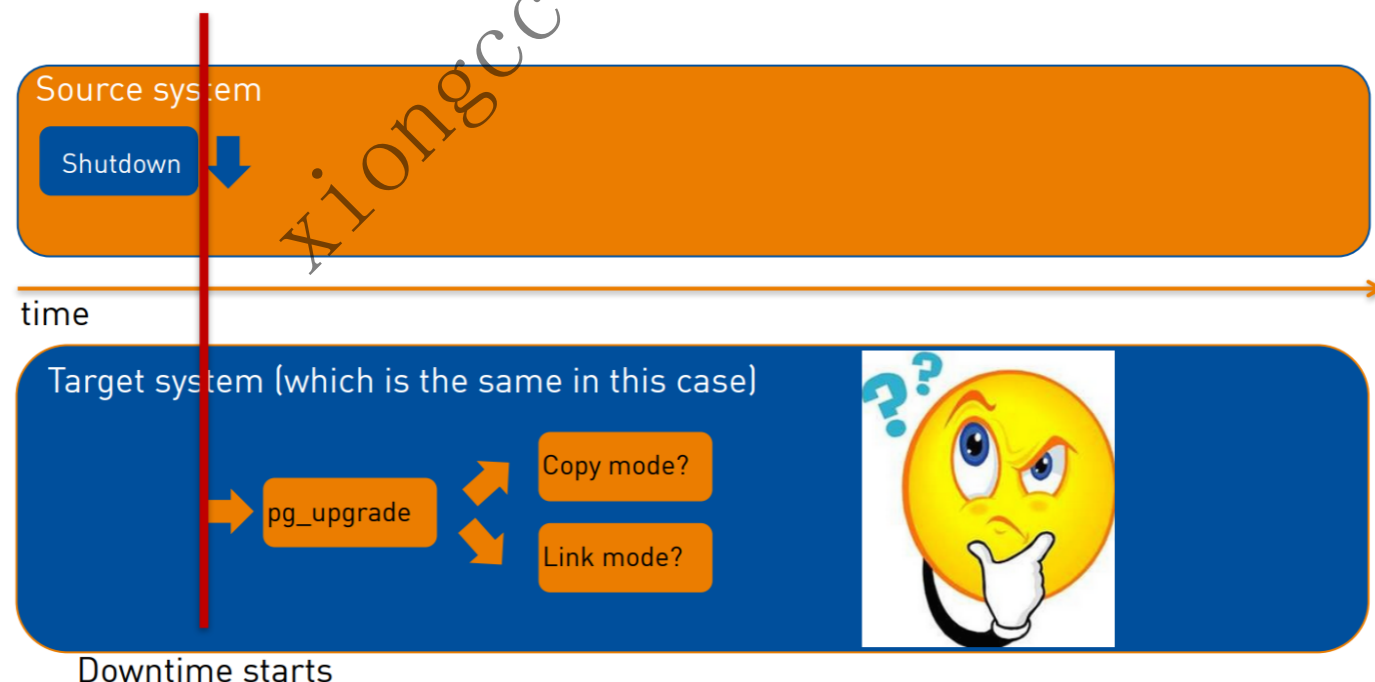 Source system
Shutdown
xiongcc
time
Target system (which is the same in this case)
??
Copy mode?
pg_upgrade
Link mode?
Downtime starts